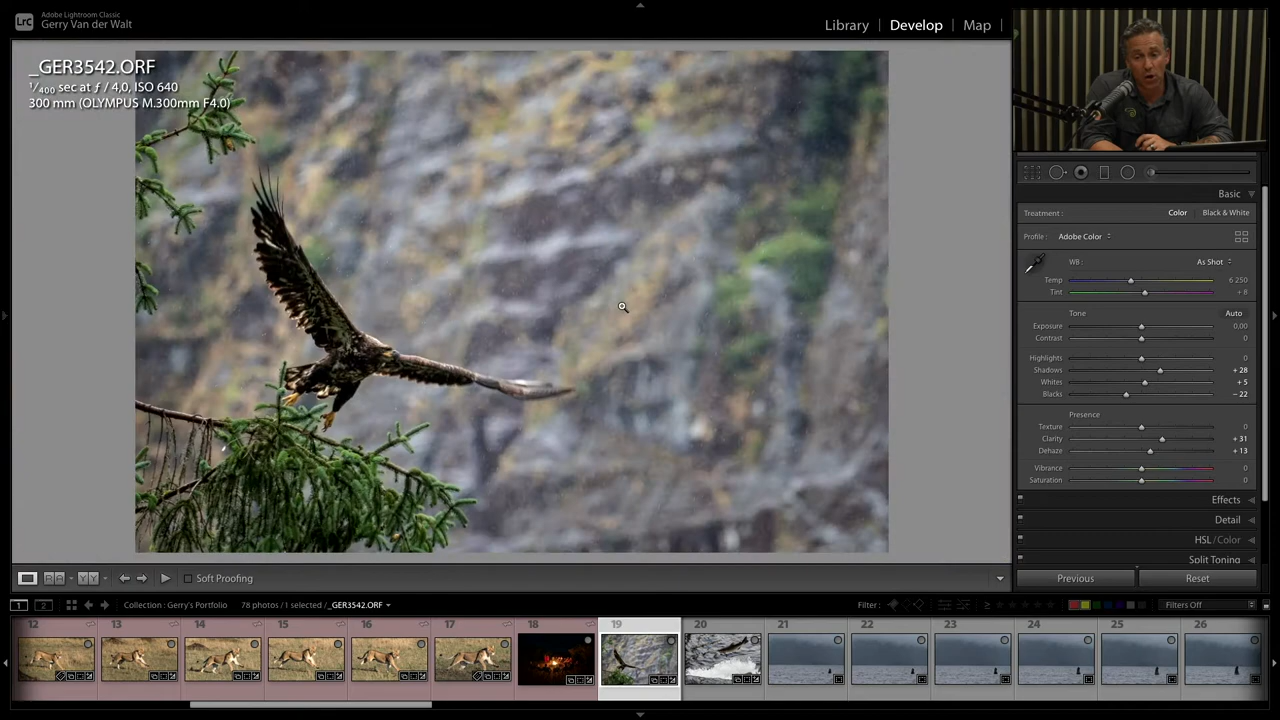 Lrc
Adobe Lightroom Classic
Gerry Van der Walt
Library | Develop | Map
_GER3542.ORF
1/400 sec at ƒ / 4,0, ISO 640
300 mm (OLYMPUS M.300mm F4.0)
Basic
Treatment : Color Black & White
Profile : Adobe Color
WB : As Shot
Temp 6 250
Tint + 8
Tone Auto
Exposure 0,00
Contrast 0
Highlights 0
Shadows + 28
Whites + 5
Blacks − 22
Presence
Texture 0
Clarity + 31
Dehaze + 13
Vibrance 0
Saturation 0
Effects
Detail
HSL / Color
Split Toning
Previous Reset
RA YY Soft Proofing
1 2 Collection : Gerry's Portfolio 78 photos / 1 selected / _GER3542.ORF Filter : ≥ Filters Off
12 13 14 15 16 17 18 19 20 21 22 23 24 25 26